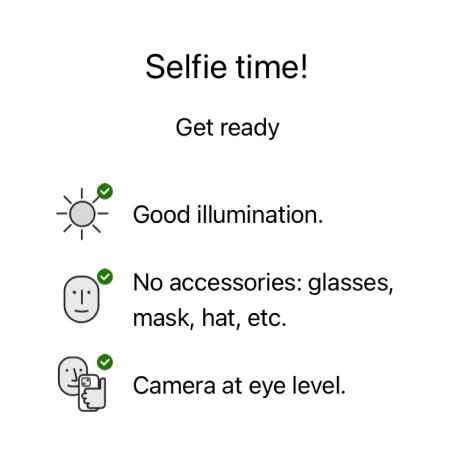 Selfie time!
Get ready
Good illumination.
No accessories: glasses,
mask, hat, etc.
Camera at eye level.